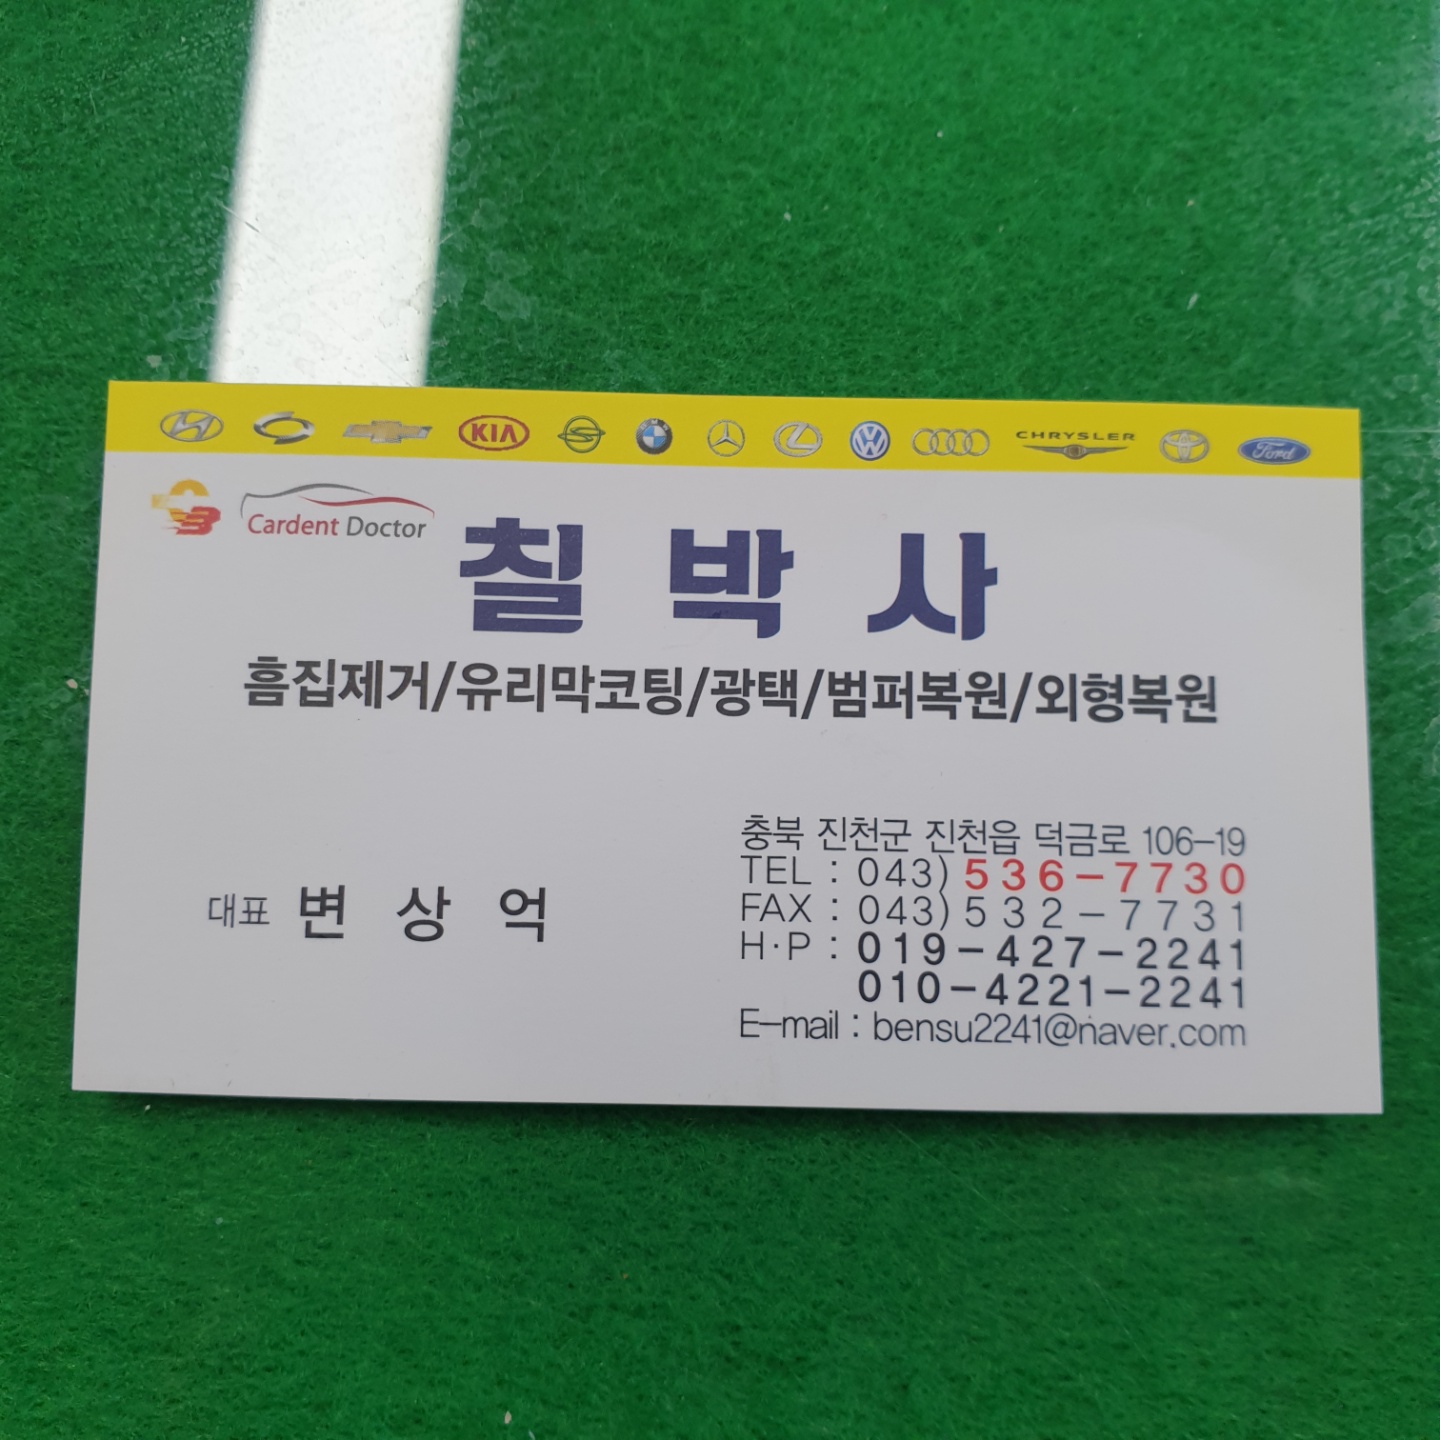 KIA CHRYSLER Ford
Cardent Doctor
칠 박 사
흠집제거/유리막코팅/광택/범퍼복원/외형복원
대표 변 상 억
충북 진천군 진천읍 덕금로 106-19
TEL : 043) 536-7730
FAX : 043) 532-7731
H·P : 019-427-2241
010-4221-2241
E-mail : bensu2241@naver.com